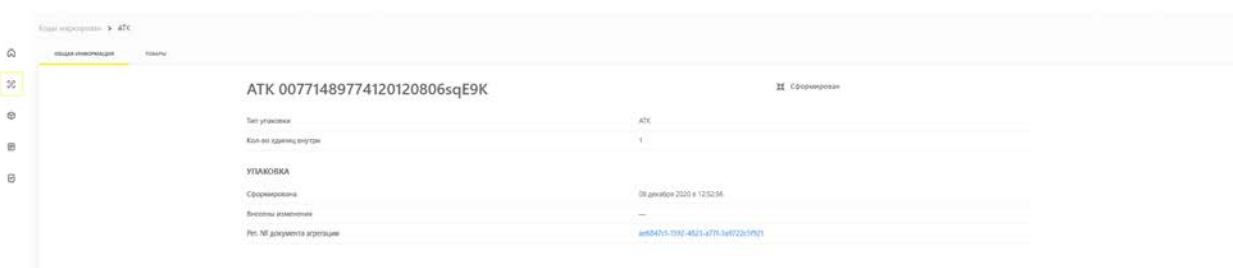 Коды маркировки > АТК
ОБЩАЯ ИНФОРМАЦИЯ ТОВАРЫ
АТК 00771489774120120806sqE9K Сформирован
Тип упаковки АТК
Кол-во единиц внутри 1
УПАКОВКА
Сформирована 08 декабря 2020 в 12:52:56
Внесены изменения —
Рег. № документа агрегации